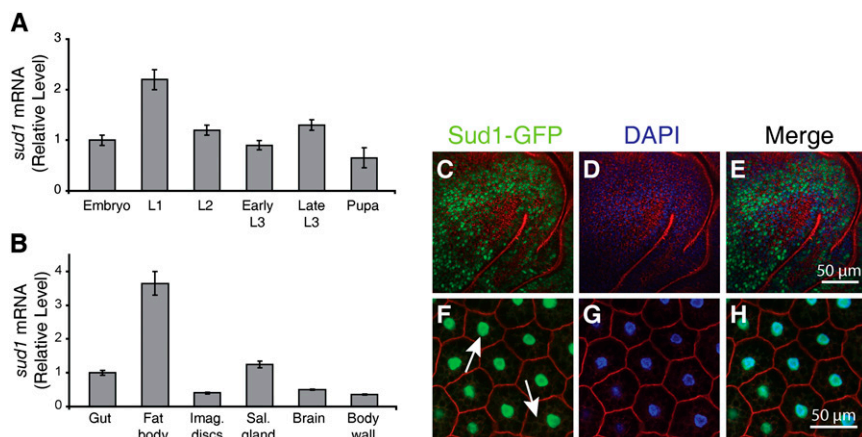 A
sud1 mRNA
(Relative Level)
3
2
1
0
Embryo
L1
L2
Early
L3
Late
L3
Pupa
B
sud1 mRNA
(Relative Level)
4
3
2
1
0
Gut
Fat
body
Imag.
discs
Sal.
gland
Brain
Body
wall
Sud1-GFP
DAPI
Merge
C
D
E
50 µm
F
G
H
50 µm